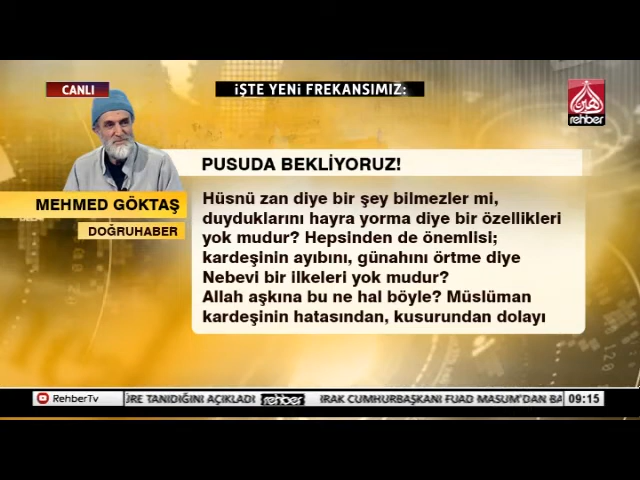 CANLI
İŞTE YENİ FREKANSIMIZ:
rehber
PUSUDA BEKLİYORUZ!
MEHMED GÖKTAŞ
DOĞRUHABER
Hüsnü zan diye bir şey bilmezler mi,
duyduklarını hayra yorma diye bir özellikleri
yok mudur? Hepsinden de önemlisi;
kardeşinin ayıbını, günahını örtme diye
Nebevi bir ilkeleri yok mudur?
Allah aşkına bu ne hal böyle? Müslüman
kardeşinin hatasından, kusurundan dolayı
RehberTv
ÜRE TANIDIĞINI AÇIKLADI rehber IRAK CUMHURBAŞKANI FUAD MASUM'DAN BA
09:15